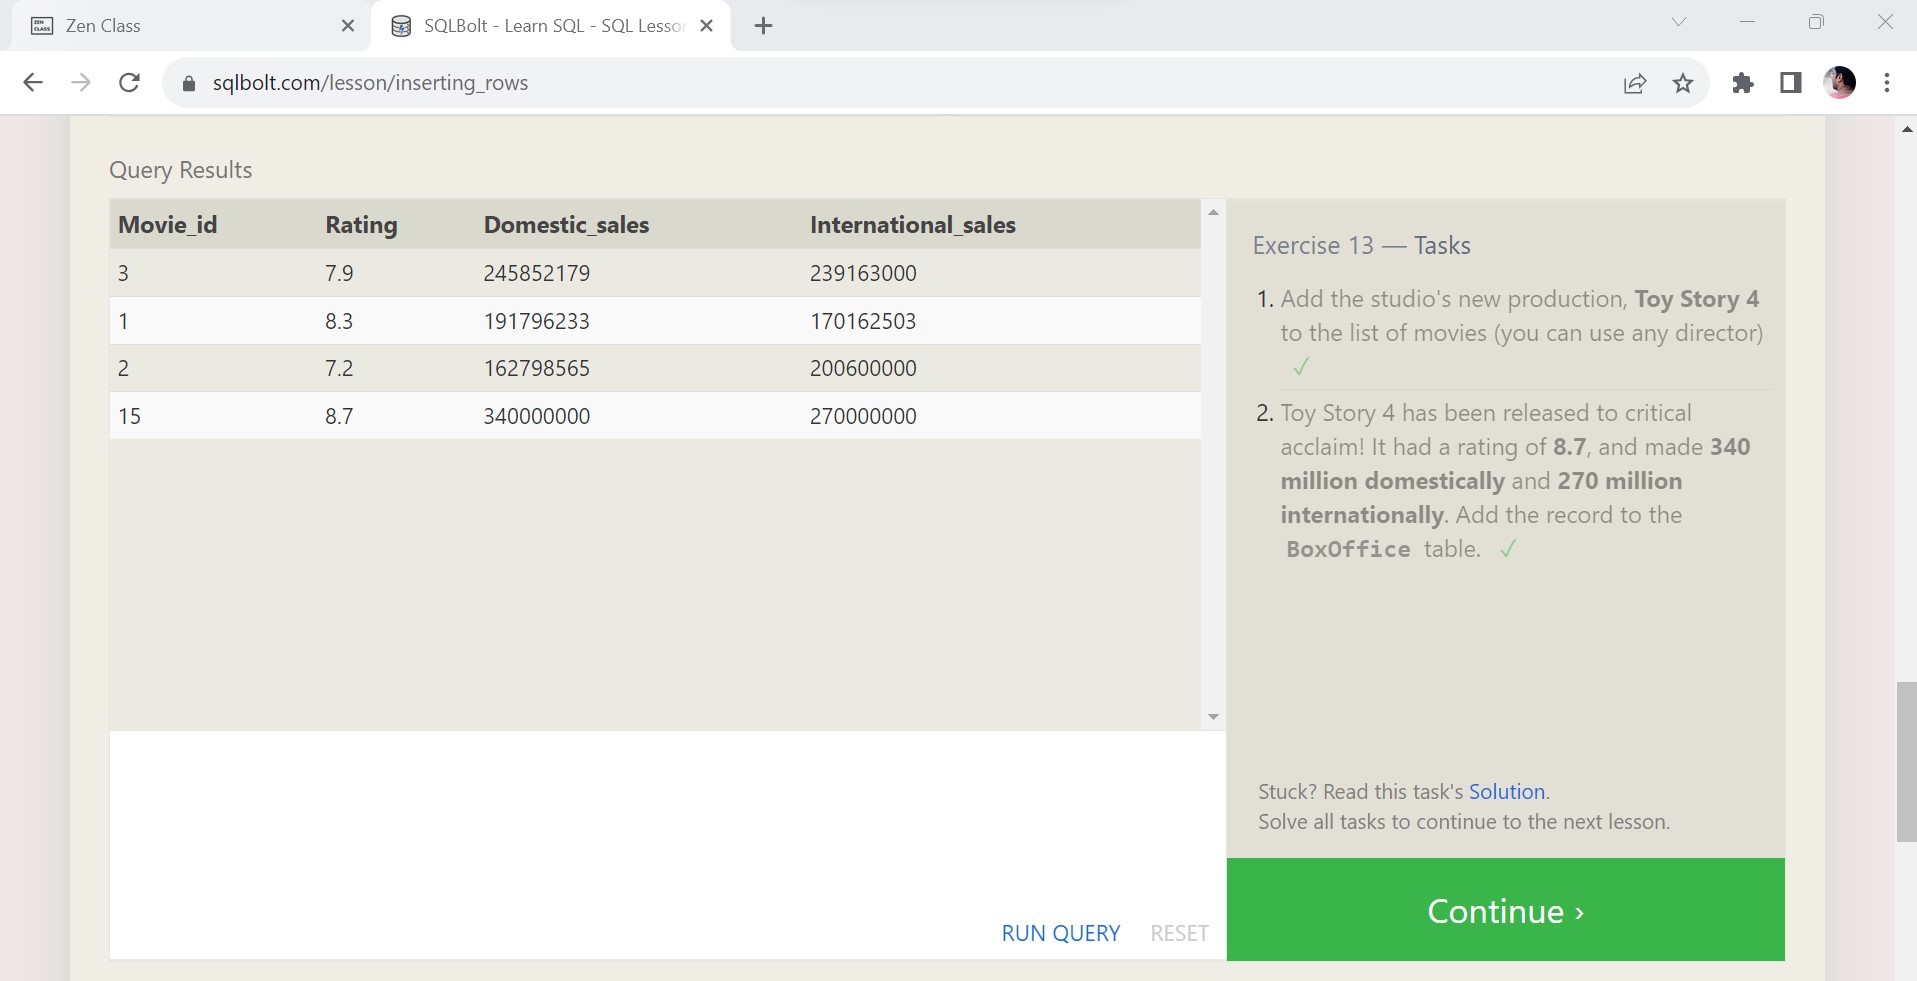 ZEN CLASS Zen Class
SQLBolt - Learn SQL - SQL Lesso
sqlbolt.com/lesson/inserting_rows
Query Results
Movie_id Rating Domestic_sales International_sales
3 7.9 245852179 239163000
1 8.3 191796233 170162503
2 7.2 162798565 200600000
15 8.7 340000000 270000000
RUN QUERY RESET
Exercise 13 — Tasks
1. Add the studio's new production, Toy Story 4
to the list of movies (you can use any director)
✓
2. Toy Story 4 has been released to critical
acclaim! It had a rating of 8.7, and made 340
million domestically and 270 million
internationally. Add the record to the
BoxOffice table. ✓
Stuck? Read this task's Solution.
Solve all tasks to continue to the next lesson.
Continue ›